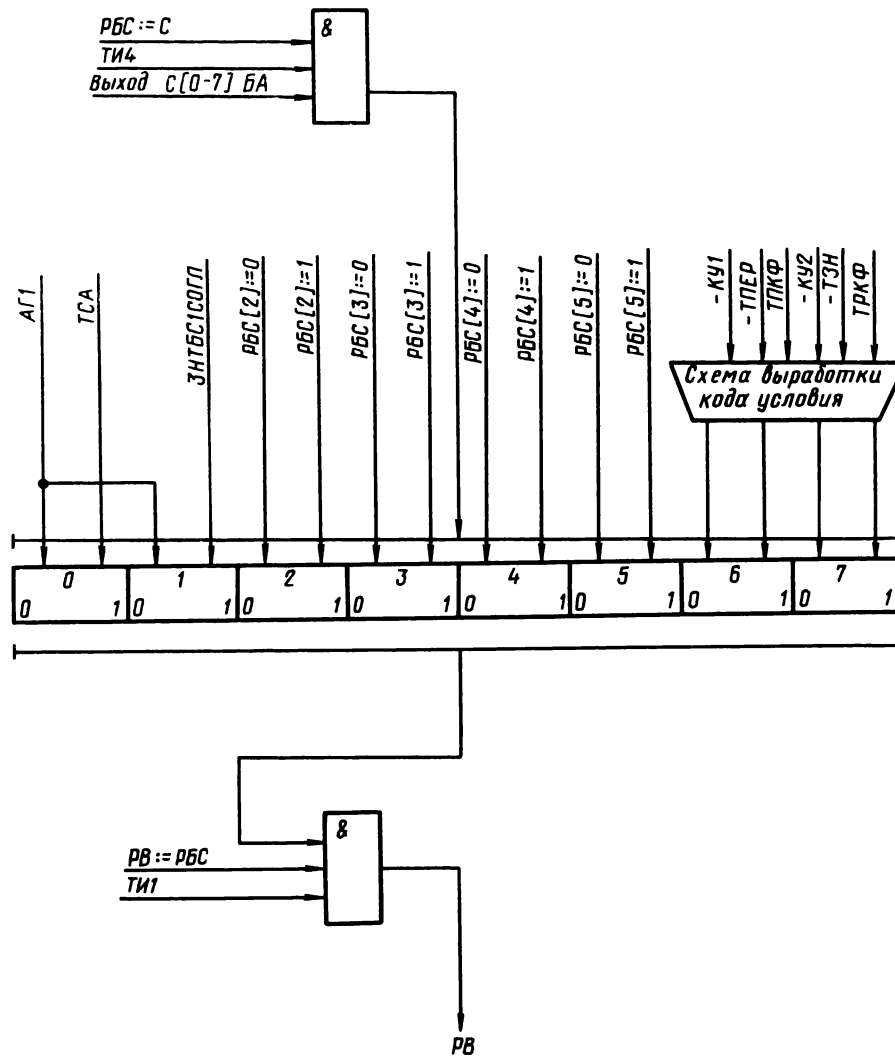 РБС := С
&
ТИ4
Выход С[0-7] БА
АГ1
ТСА
ЗНТБС1СОГЛ
РБС[2]:=0
РБС[2]:=1
РБС[3]:=0
РБС[3]:=1
РБС[4]:=0
РБС[4]:=1
РБС[5]:=0
РБС[5]:=1
-КУ1
-ТПЕР
ТПКФ
-КУ2
-ТЗН
ТРКФ
Схема выработки
кода условия
0 1 2 3 4 5 6 7
0 1 0 1 0 1 0 1 0 1 0 1 0 1 0 1
&
РВ := РБС
ТИ1
РВ